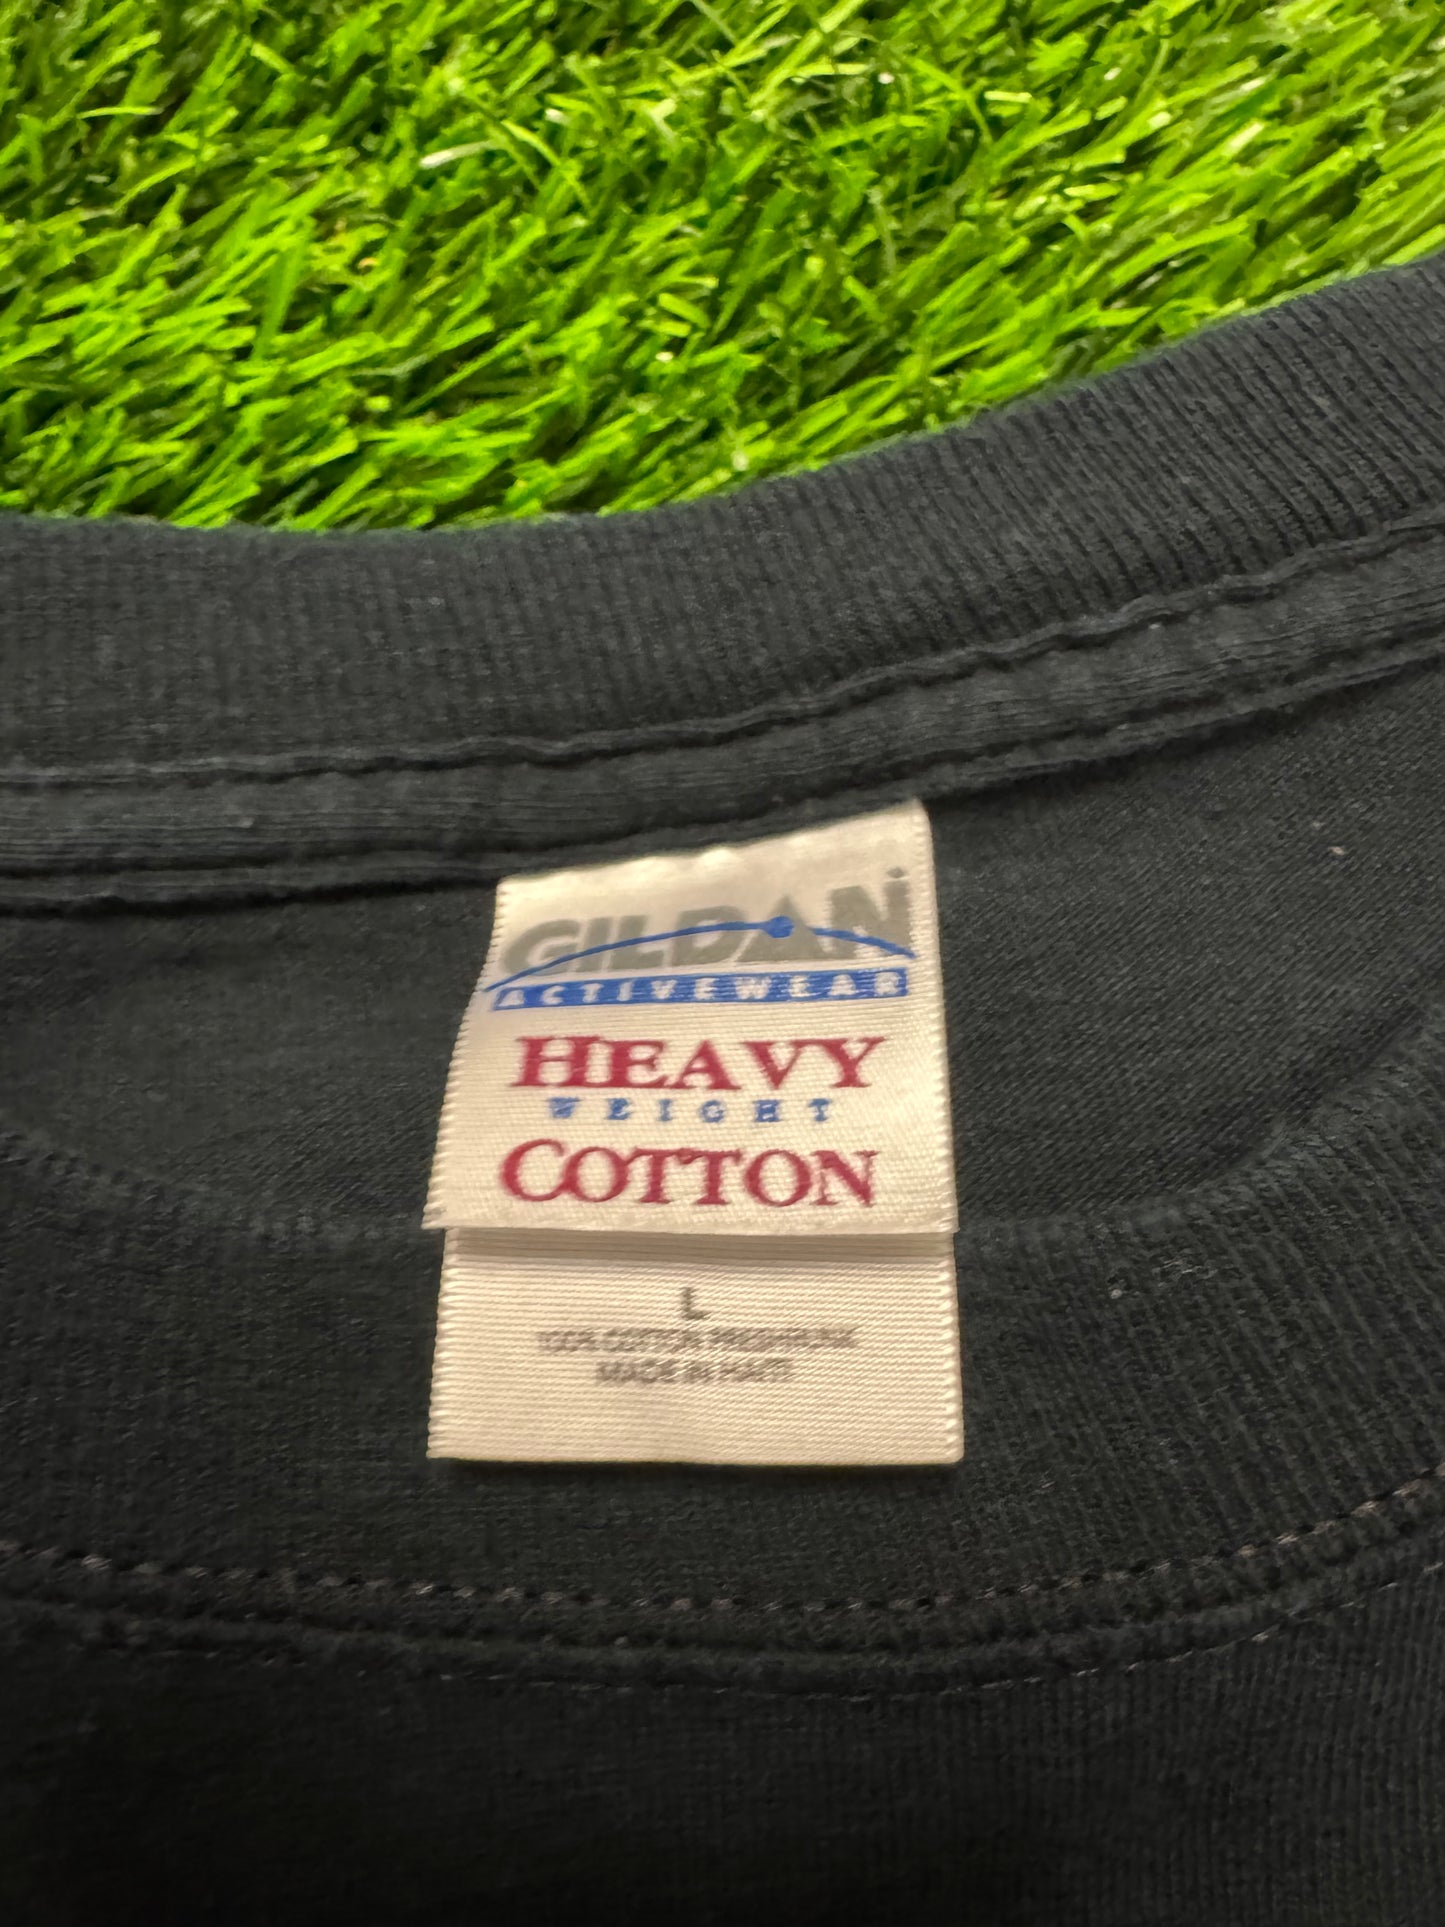 GILDAN
ACTIVEWEAR
HEAVY
WEIGHT
COTTON
L
100% COTTON PRESHRUNK
MADE IN HAITI